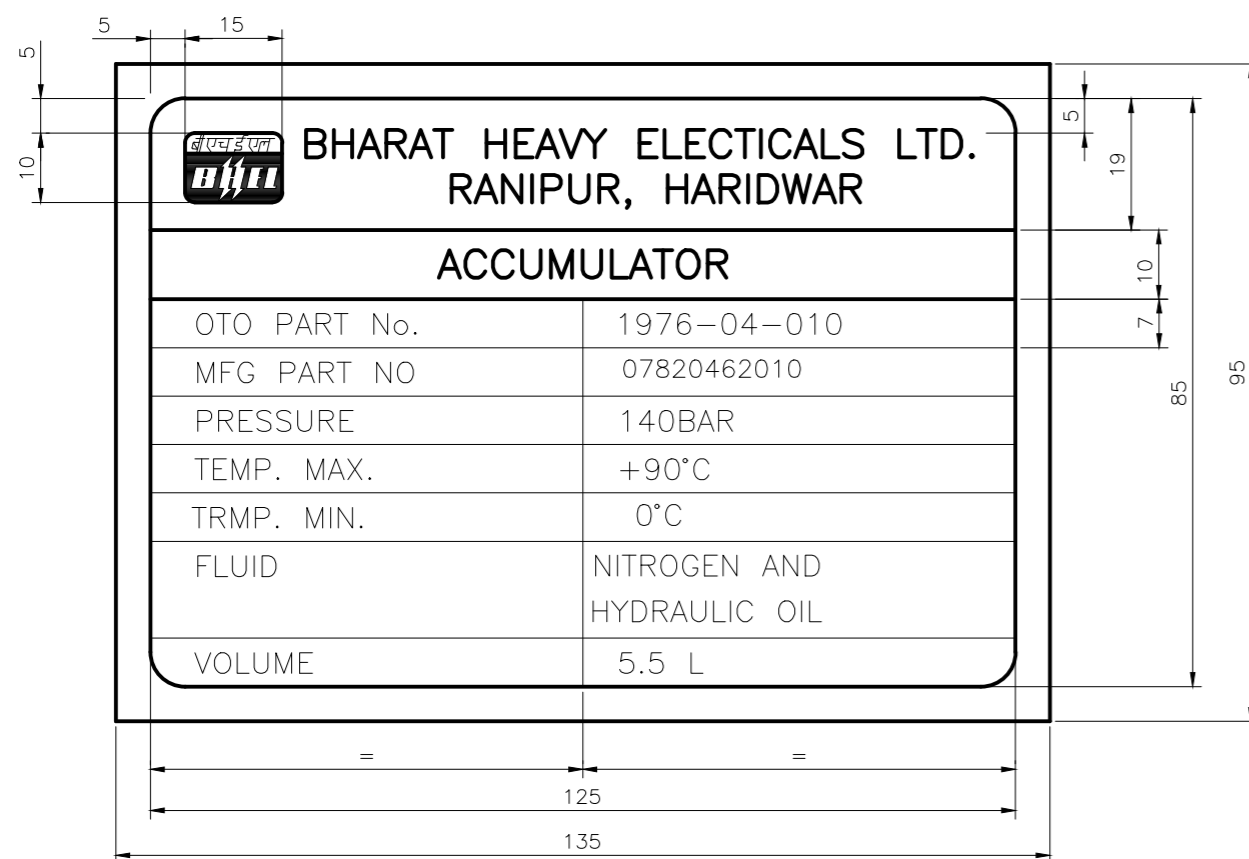 5 15
5
10
बीएचईएल
BHEL
BHARAT HEAVY ELECTICALS LTD.
RANIPUR, HARIDWAR
5
19
ACCUMULATOR
10
OTO PART No. 1976-04-010
7
MFG PART NO 07820462010
85
95
PRESSURE 140BAR
TEMP. MAX. +90°C
TRMP. MIN. 0°C
FLUID NITROGEN AND
HYDRAULIC OIL
VOLUME 5.5 L
= =
125
135